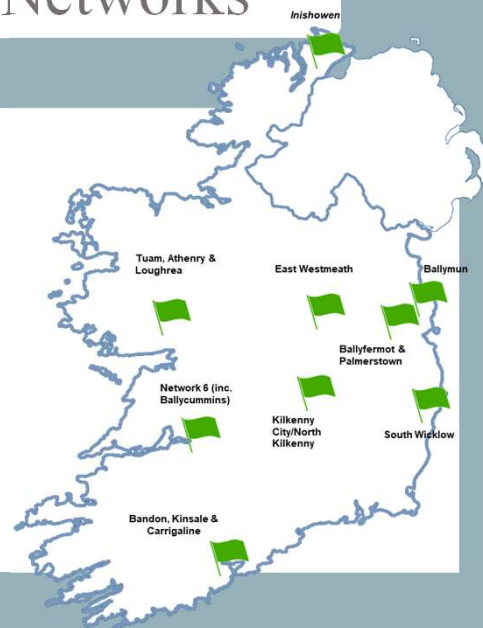 Networks
Inishowen
Tuam, Athenry &
Loughrea
East Westmeath
Ballymun
Ballyfermot &
Palmerstown
Network 6 (inc.
Ballycummins)
Kilkenny
City/North
Kilkenny
South Wicklow
Bandon, Kinsale &
Carrigaline